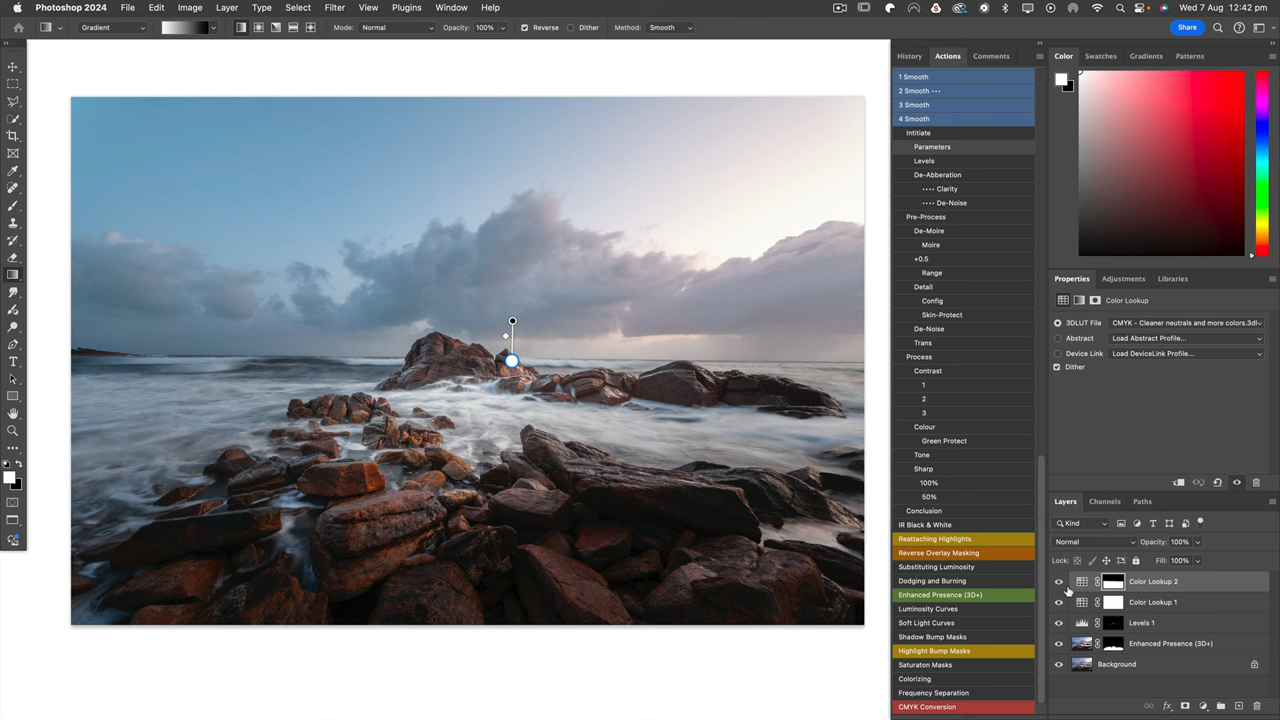 Photoshop 2024 File Edit Image Layer Type Select Filter View Plugins Window Help Wed 17 Jan 12:42 pm
Gradient Mode: Normal Opacity: 100% Reverse Dither Method: Smooth Share
History Actions Comments
1 Smooth
2 Smooth •••
3 Smooth
4 Smooth
Intitiate
Parameters
Levels
De-Abberation
•••• Clarity
•••• De-Noise
Pre-Process
De-Moire
Moire
+0.5
Range
Detail
Config
Skin-Protect
De-Noise
Trans
Process
Contrast
1
2
3
Colour
Green Protect
Tone
Sharp
100%
50%
Conclusion
IR Black & White
Reattaching Highlights
Reverse Overlay Masking
Substituting Luminosity
Dodging and Burning
Enhanced Presence (3D+)
Luminosity Curves
Soft Light Curves
Shadow Bump Masks
Highlight Bump Masks
Saturaton Masks
Colorizing
Frequency Separation
CMYK Conversion
Color Swatches Gradients Patterns
Properties Adjustments Libraries
Color Lookup
3DLUT File CMYK - Cleaner neutrals and more colors.3dl
Abstract Load Abstract Profile...
Device Link Load DeviceLink Profile...
Dither
Layers Channels Paths
Kind
Normal Opacity: 100%
Lock: Fill: 100%
Color Lookup 2
Color Lookup 1
Levels 1
Enhanced Presence (3D+)
Background